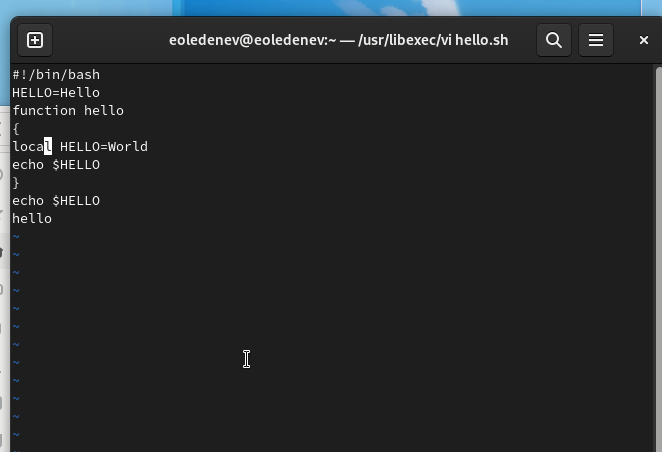 eoledenev@eoledenev:~ — /usr/libexec/vi hello.sh
#!/bin/bash
HELLO=Hello
function hello
{
local HELLO=World
echo $HELLO
}
echo $HELLO
hello
~
~
~
~
~
~
~
~
~
~
~
~